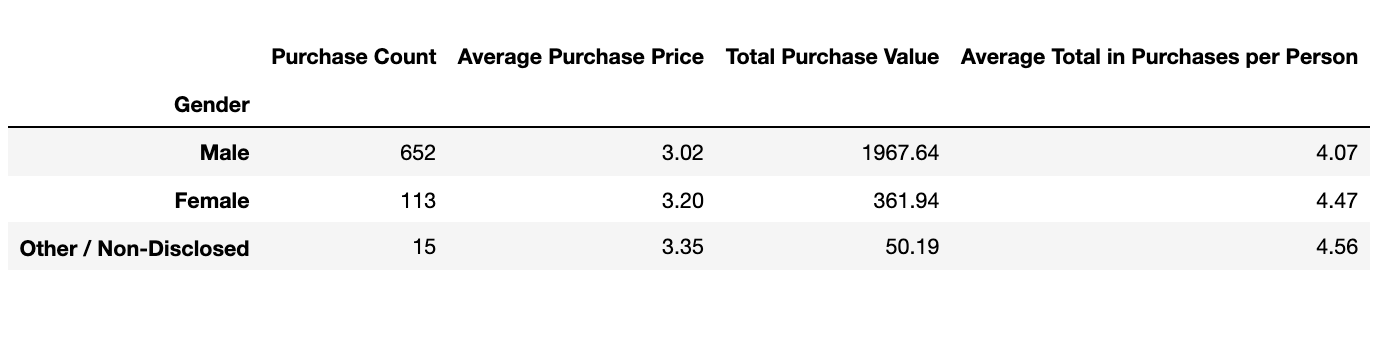 Purchase Count Average Purchase Price Total Purchase Value Average Total in Purchases per Person
Gender
Male 652 3.02 1967.64 4.07
Female 113 3.20 361.94 4.47
Other / Non-Disclosed 15 3.35 50.19 4.56